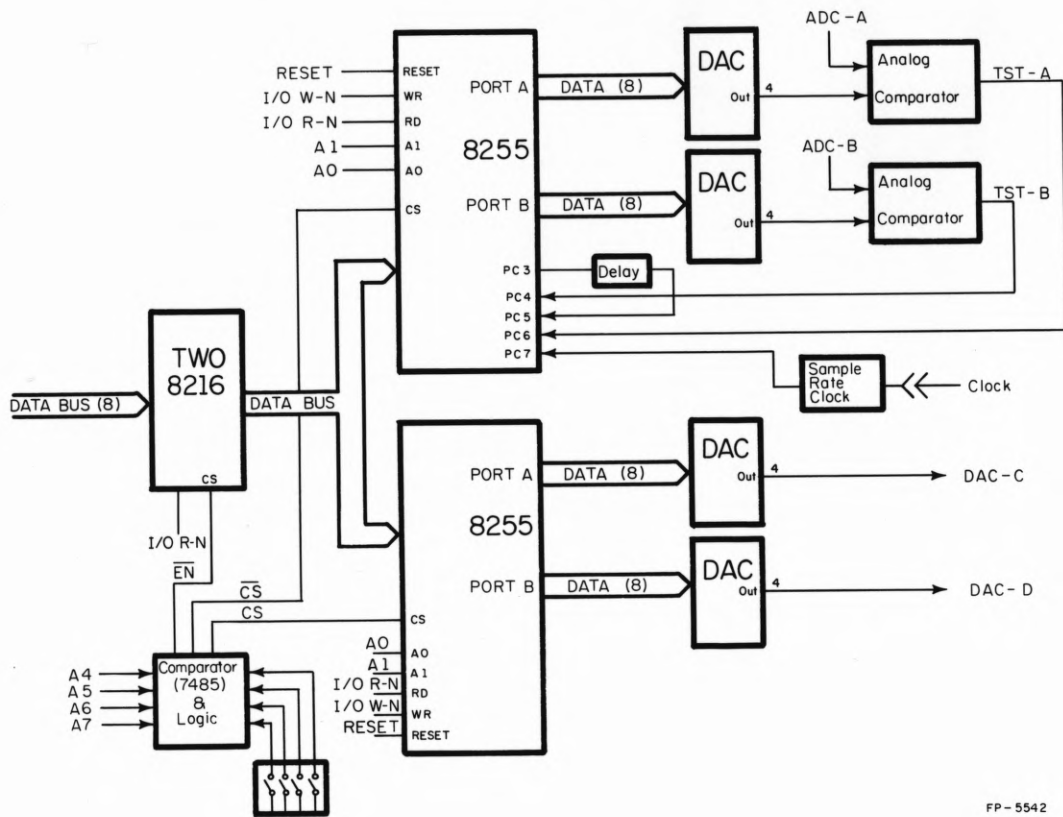 ADC-A
RESET
I/O W-N
I/O R-N
A1
A0
RESET
WR
RD
A1
A0
CS
8255
PORT A
PORT B
PC3
PC4
PC5
PC6
PC7
DATA (8)
DAC
Out
4
Analog
Comparator
TST-A
ADC-B
DATA (8)
DAC
Out
4
Analog
Comparator
TST-B
Delay
Sample
Rate
Clock
Clock
DATA BUS (8)
TWO
8216
CS
DATA BUS
I/O R-N
EN
CS
CS
8255
PORT A
PORT B
CS
A0
A1
RD
WR
RESET
A0
A1
I/O R-N
I/O W-N
RESET
DATA (8)
DAC
Out
4
DAC-C
DATA (8)
DAC
Out
4
DAC-D
A4
A5
A6
A7
Comparator
(7485)
&
Logic
FP-5542